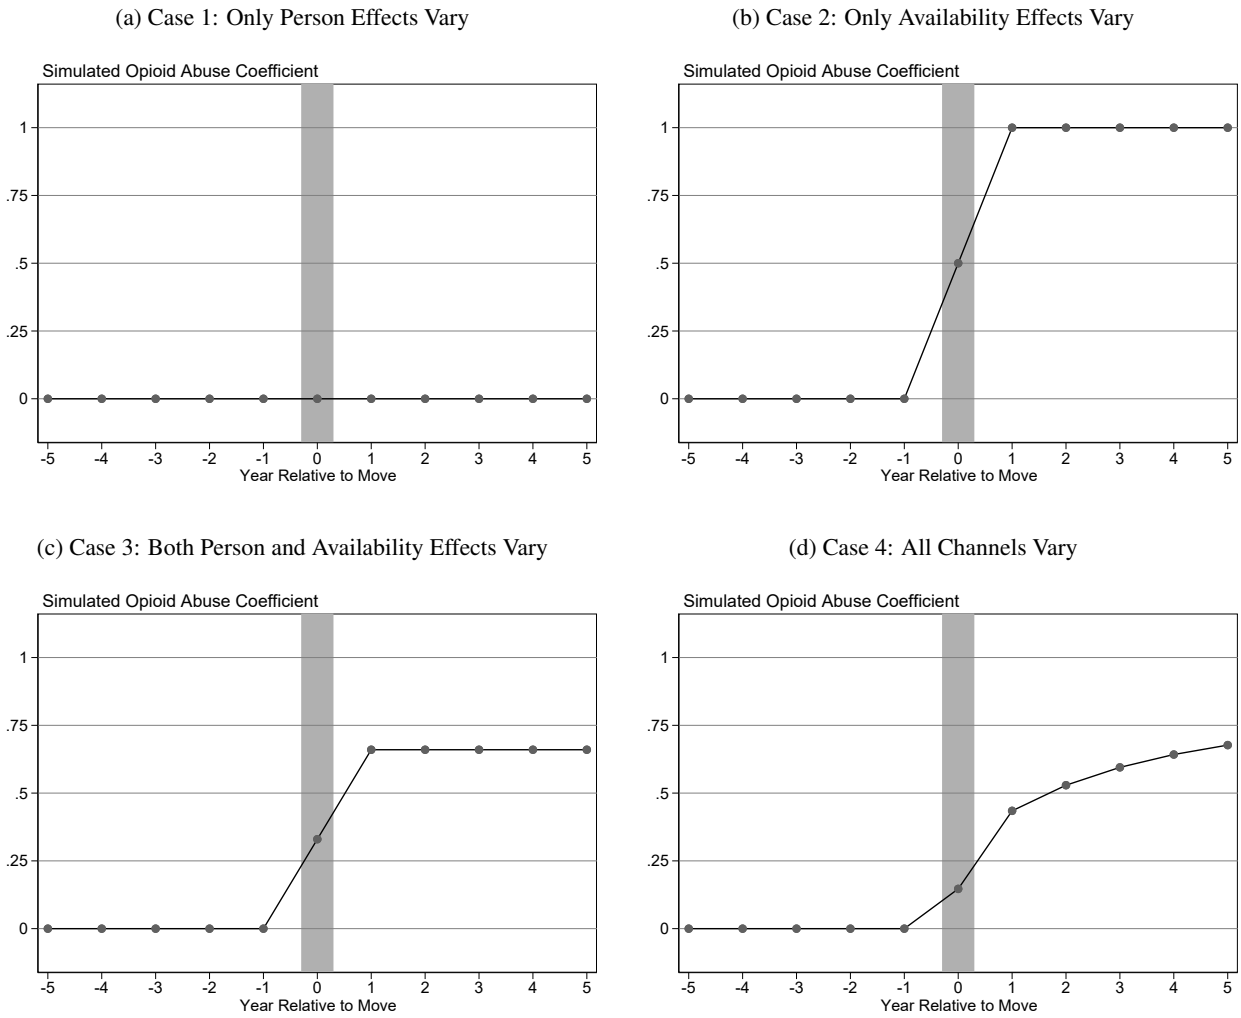 (a) Case 1: Only Person Effects Vary
Simulated Opioid Abuse Coefficient
1
.75
.5
.25
0
-5 -4 -3 -2 -1 0 1 2 3 4 5
Year Relative to Move
(b) Case 2: Only Availability Effects Vary
Simulated Opioid Abuse Coefficient
1
.75
.5
.25
0
-5 -4 -3 -2 -1 0 1 2 3 4 5
Year Relative to Move
(c) Case 3: Both Person and Availability Effects Vary
Simulated Opioid Abuse Coefficient
1
.75
.5
.25
0
-5 -4 -3 -2 -1 0 1 2 3 4 5
Year Relative to Move
(d) Case 4: All Channels Vary
Simulated Opioid Abuse Coefficient
1
.75
.5
.25
0
-5 -4 -3 -2 -1 0 1 2 3 4 5
Year Relative to Move